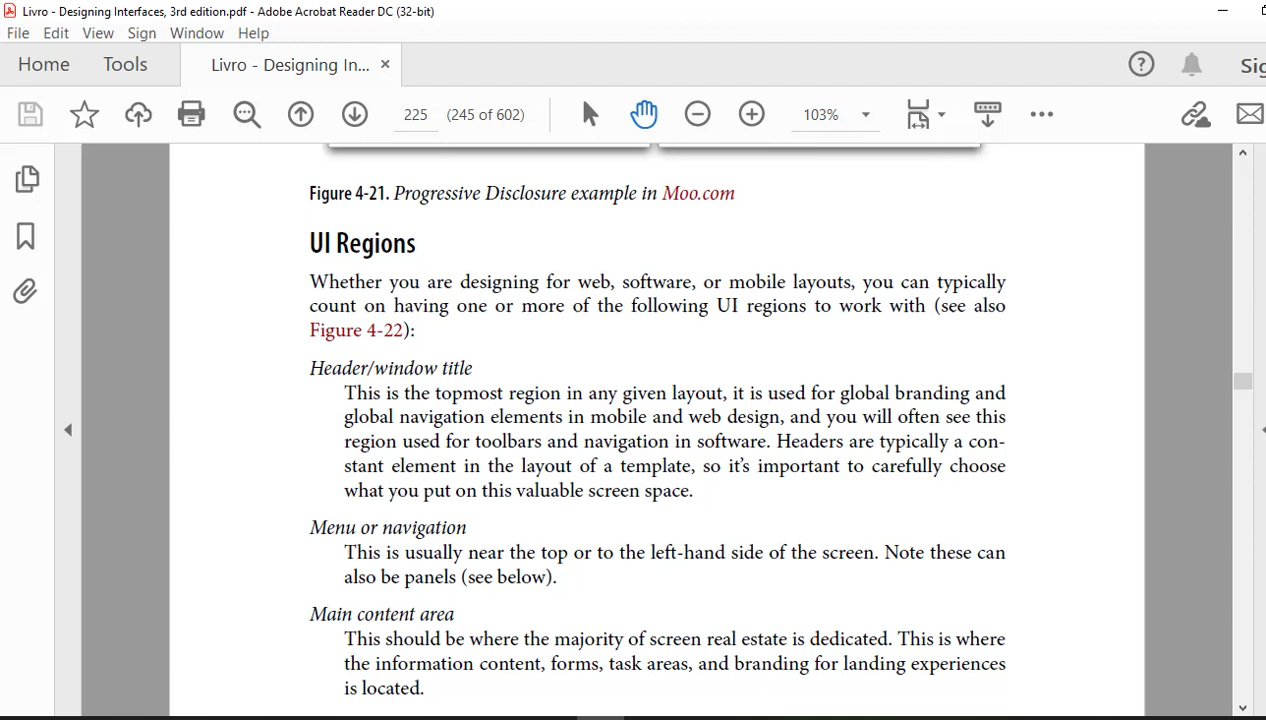 Livro - Designing Interfaces, 3rd edition.pdf - Adobe Acrobat Reader DC (32-bit)
File Edit View Sign Window Help
Home Tools Livro - Designing In... ×
225 (245 of 602) 103%
Figure 4-21. Progressive Disclosure example in Moo.com
UI Regions
Whether you are designing for web, software, or mobile layouts, you can typically
count on having one or more of the following UI regions to work with (see also
Figure 4-22):
Header/window title
This is the topmost region in any given layout, it is used for global branding and
global navigation elements in mobile and web design, and you will often see this
region used for toolbars and navigation in software. Headers are typically a con-
stant element in the layout of a template, so it's important to carefully choose
what you put on this valuable screen space.
Menu or navigation
This is usually near the top or to the left-hand side of the screen. Note these can
also be panels (see below).
Main content area
This should be where the majority of screen real estate is dedicated. This is where
the information content, forms, task areas, and branding for landing experiences
is located.